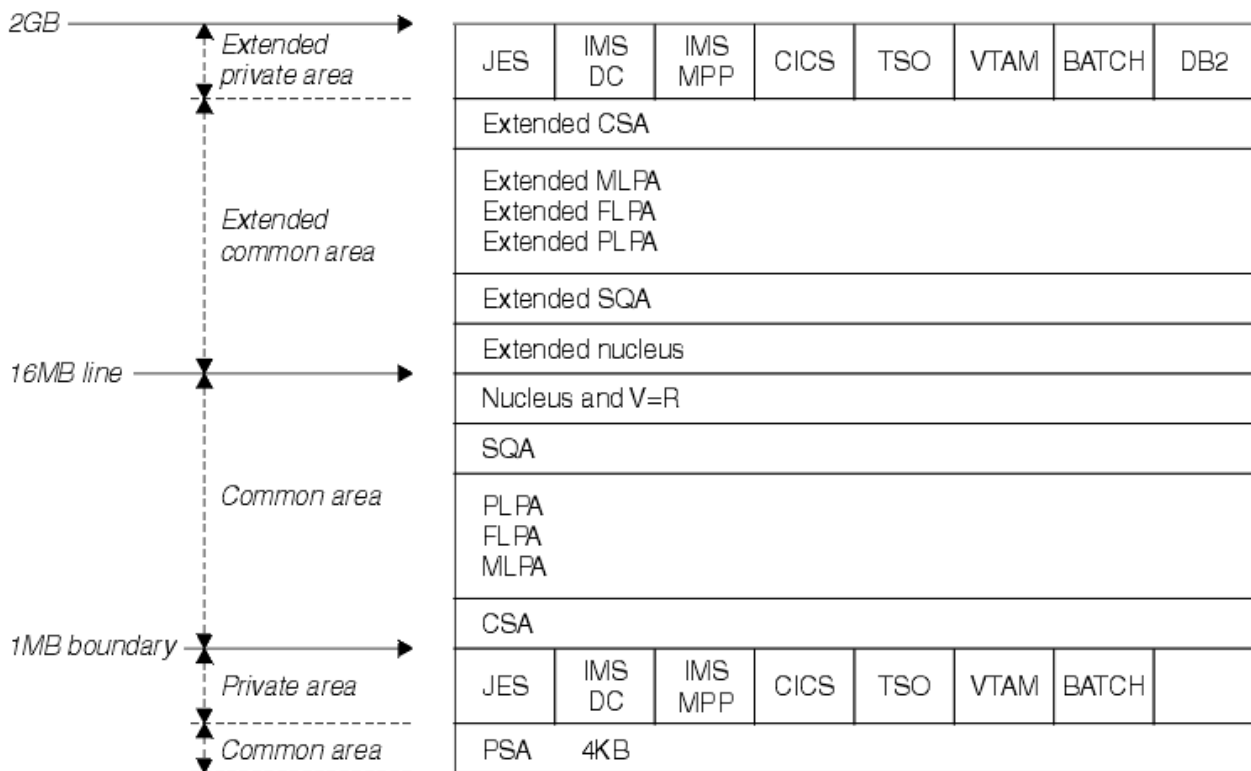 2GB
Extended
private area
JES
IMS
DC
IMS
MPP
CICS
TSO
VTAM
BATCH
DB2
Extended CSA
Extended
common area
Extended MLPA
Extended FLPA
Extended PLPA
Extended SQA
Extended nucleus
16MB line
Nucleus and V=R
SQA
Common area
PLPA
FLPA
MLPA
CSA
1MB boundary
Private area
JES
IMS
DC
IMS
MPP
CICS
TSO
VTAM
BATCH
Common area
PSA 4KB